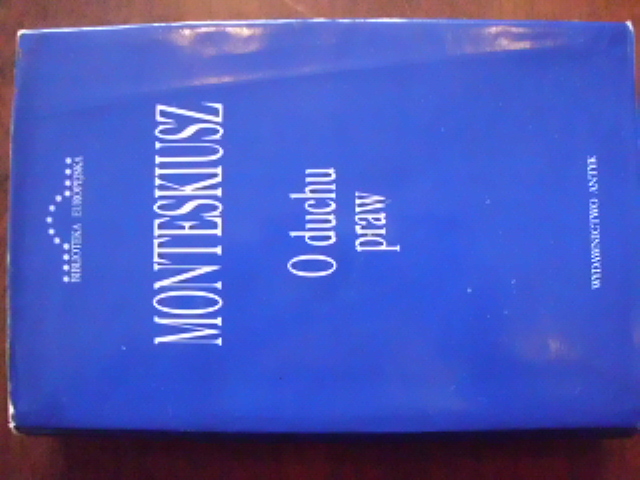 BIBLIOTEKA EUROPEJSKA
MONTESKIUSZ
O duchu
praw
WYDAWNICTWO ANTYK